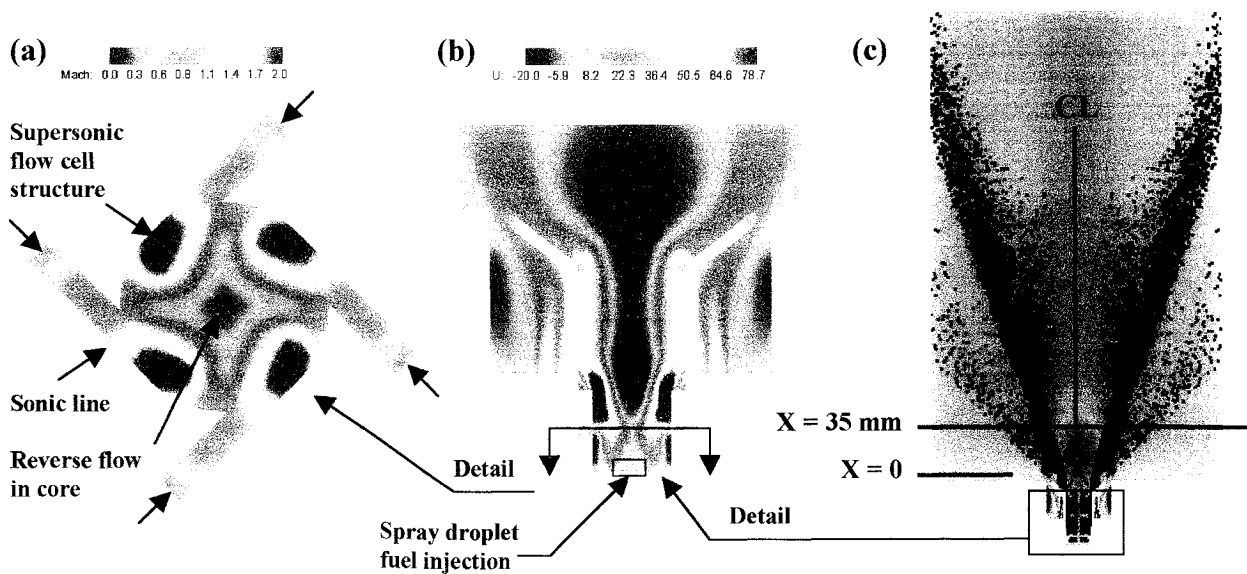 (a)
Mach: 0.0 0.3 0.6 0.8 1.1 1.4 1.7 2.0
Supersonic
flow cell
structure
Sonic line
Reverse flow
in core
(b)
U: -20.0 -5.9 8.2 22.3 36.4 50.5 64.6 78.7
Detail
Spray droplet
fuel injection
Detail
(c)
CL
X = 35 mm
X = 0